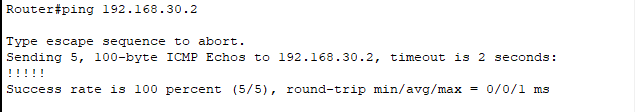 Router#ping 192.168.30.2
Type escape sequence to abort.
Sending 5, 100-byte ICMP Echos to 192.168.30.2, timeout is 2 seconds:
!!!!!
Success rate is 100 percent (5/5), round-trip min/avg/max = 0/0/1 ms